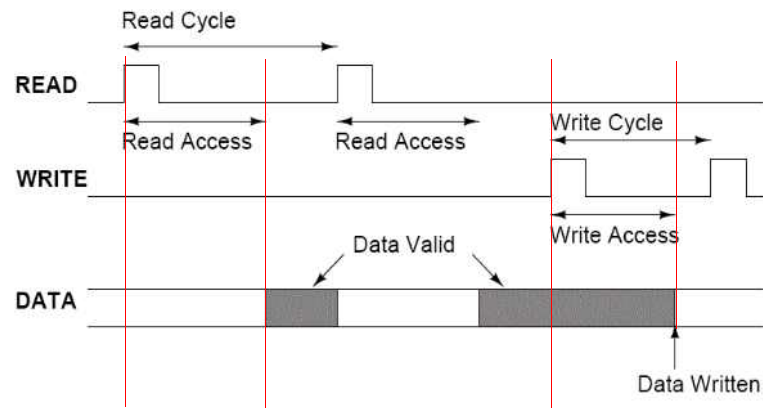 Read Cycle
READ
Read Access
Read Access
Write Cycle
WRITE
Write Access
Data Valid
DATA
Data Written